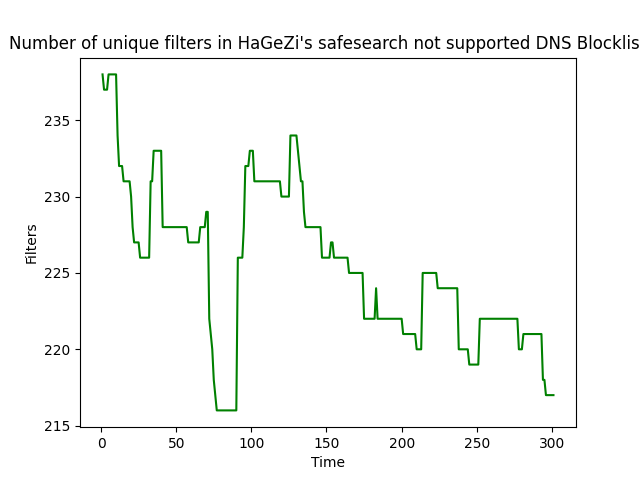 Number of unique filters in HaGeZi's safesearch not supported DNS Blocklis
235
230
225
220
215
Filters
0 50 100 150 200 250 300
Time